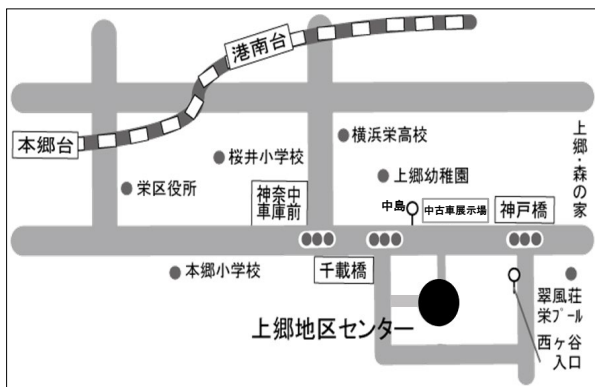 港南台
本郷台
横浜栄高校
桜井小学校
上郷幼稚園
栄区役所
神奈中
車庫前
中島
中古車展示場
神戸橋
上郷・森の家
本郷小学校
千載橋
上郷地区センター
翠風荘
栄プール
西ヶ谷
入口